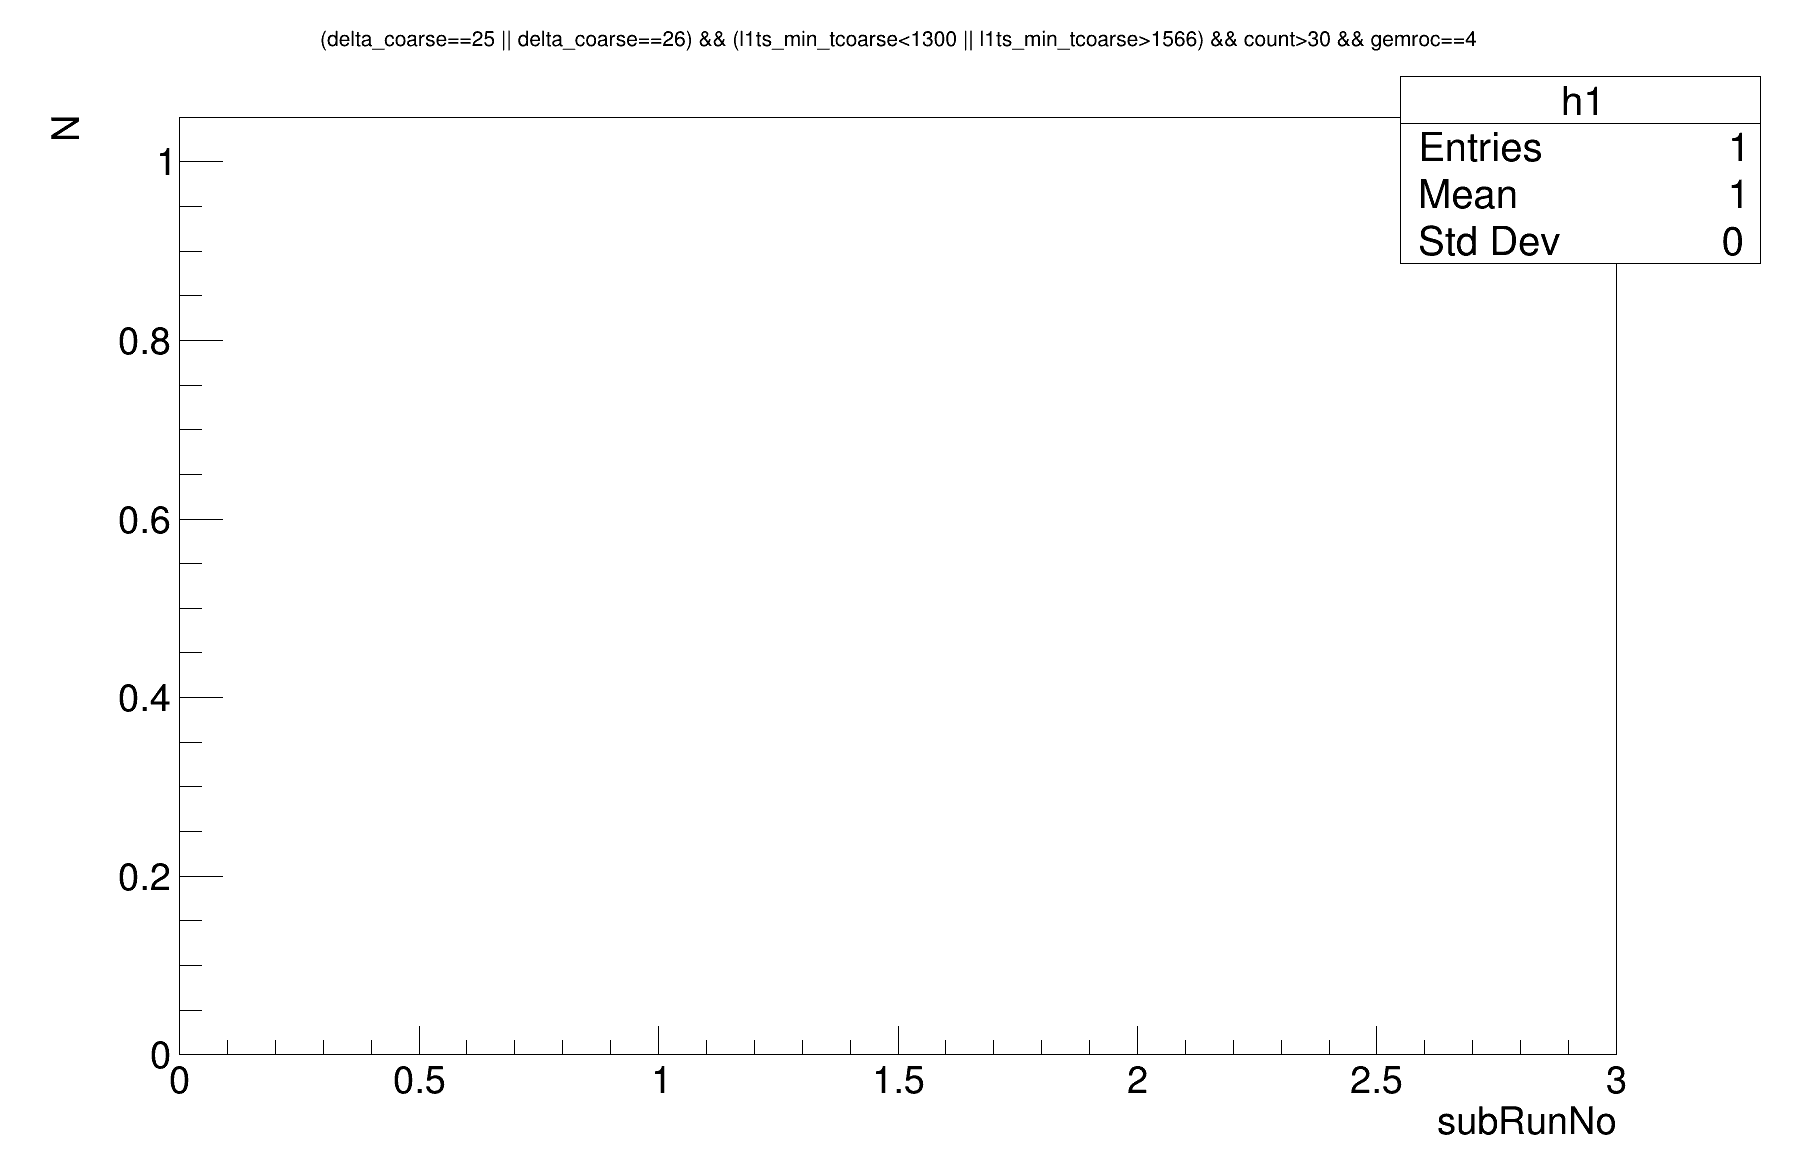 (delta_coarse==25 || delta_coarse==26) && (l1ts_min_tcoarse<1300 || l1ts_min_tcoarse>1566) && count>30 && gemroc==4
h1
Entries 1
Mean 1
Std Dev 0
N
1
0.8
0.6
0.4
0.2
0
0 0.5 1 1.5 2 2.5 3
subRunNo